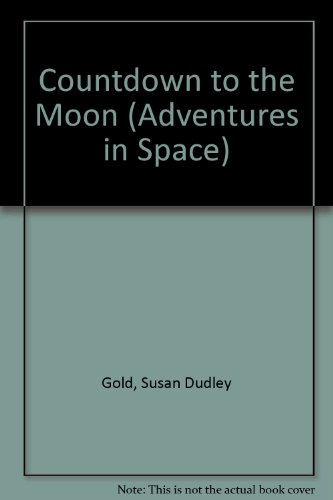 Countdown to the
Moon (Adventures
in Space)
Gold, Susan Dudley
Note: This is not the actual book cover